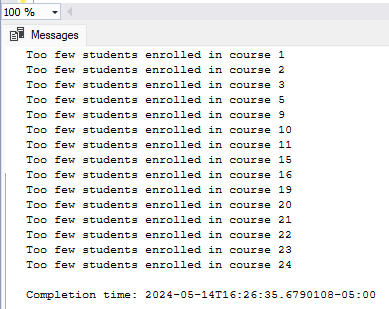 100 %
Messages
Too few students enrolled in course 1
Too few students enrolled in course 2
Too few students enrolled in course 3
Too few students enrolled in course 5
Too few students enrolled in course 9
Too few students enrolled in course 10
Too few students enrolled in course 11
Too few students enrolled in course 15
Too few students enrolled in course 16
Too few students enrolled in course 19
Too few students enrolled in course 20
Too few students enrolled in course 21
Too few students enrolled in course 22
Too few students enrolled in course 23
Too few students enrolled in course 24
Completion time: 2024-05-14T16:26:35.6790108-05:00